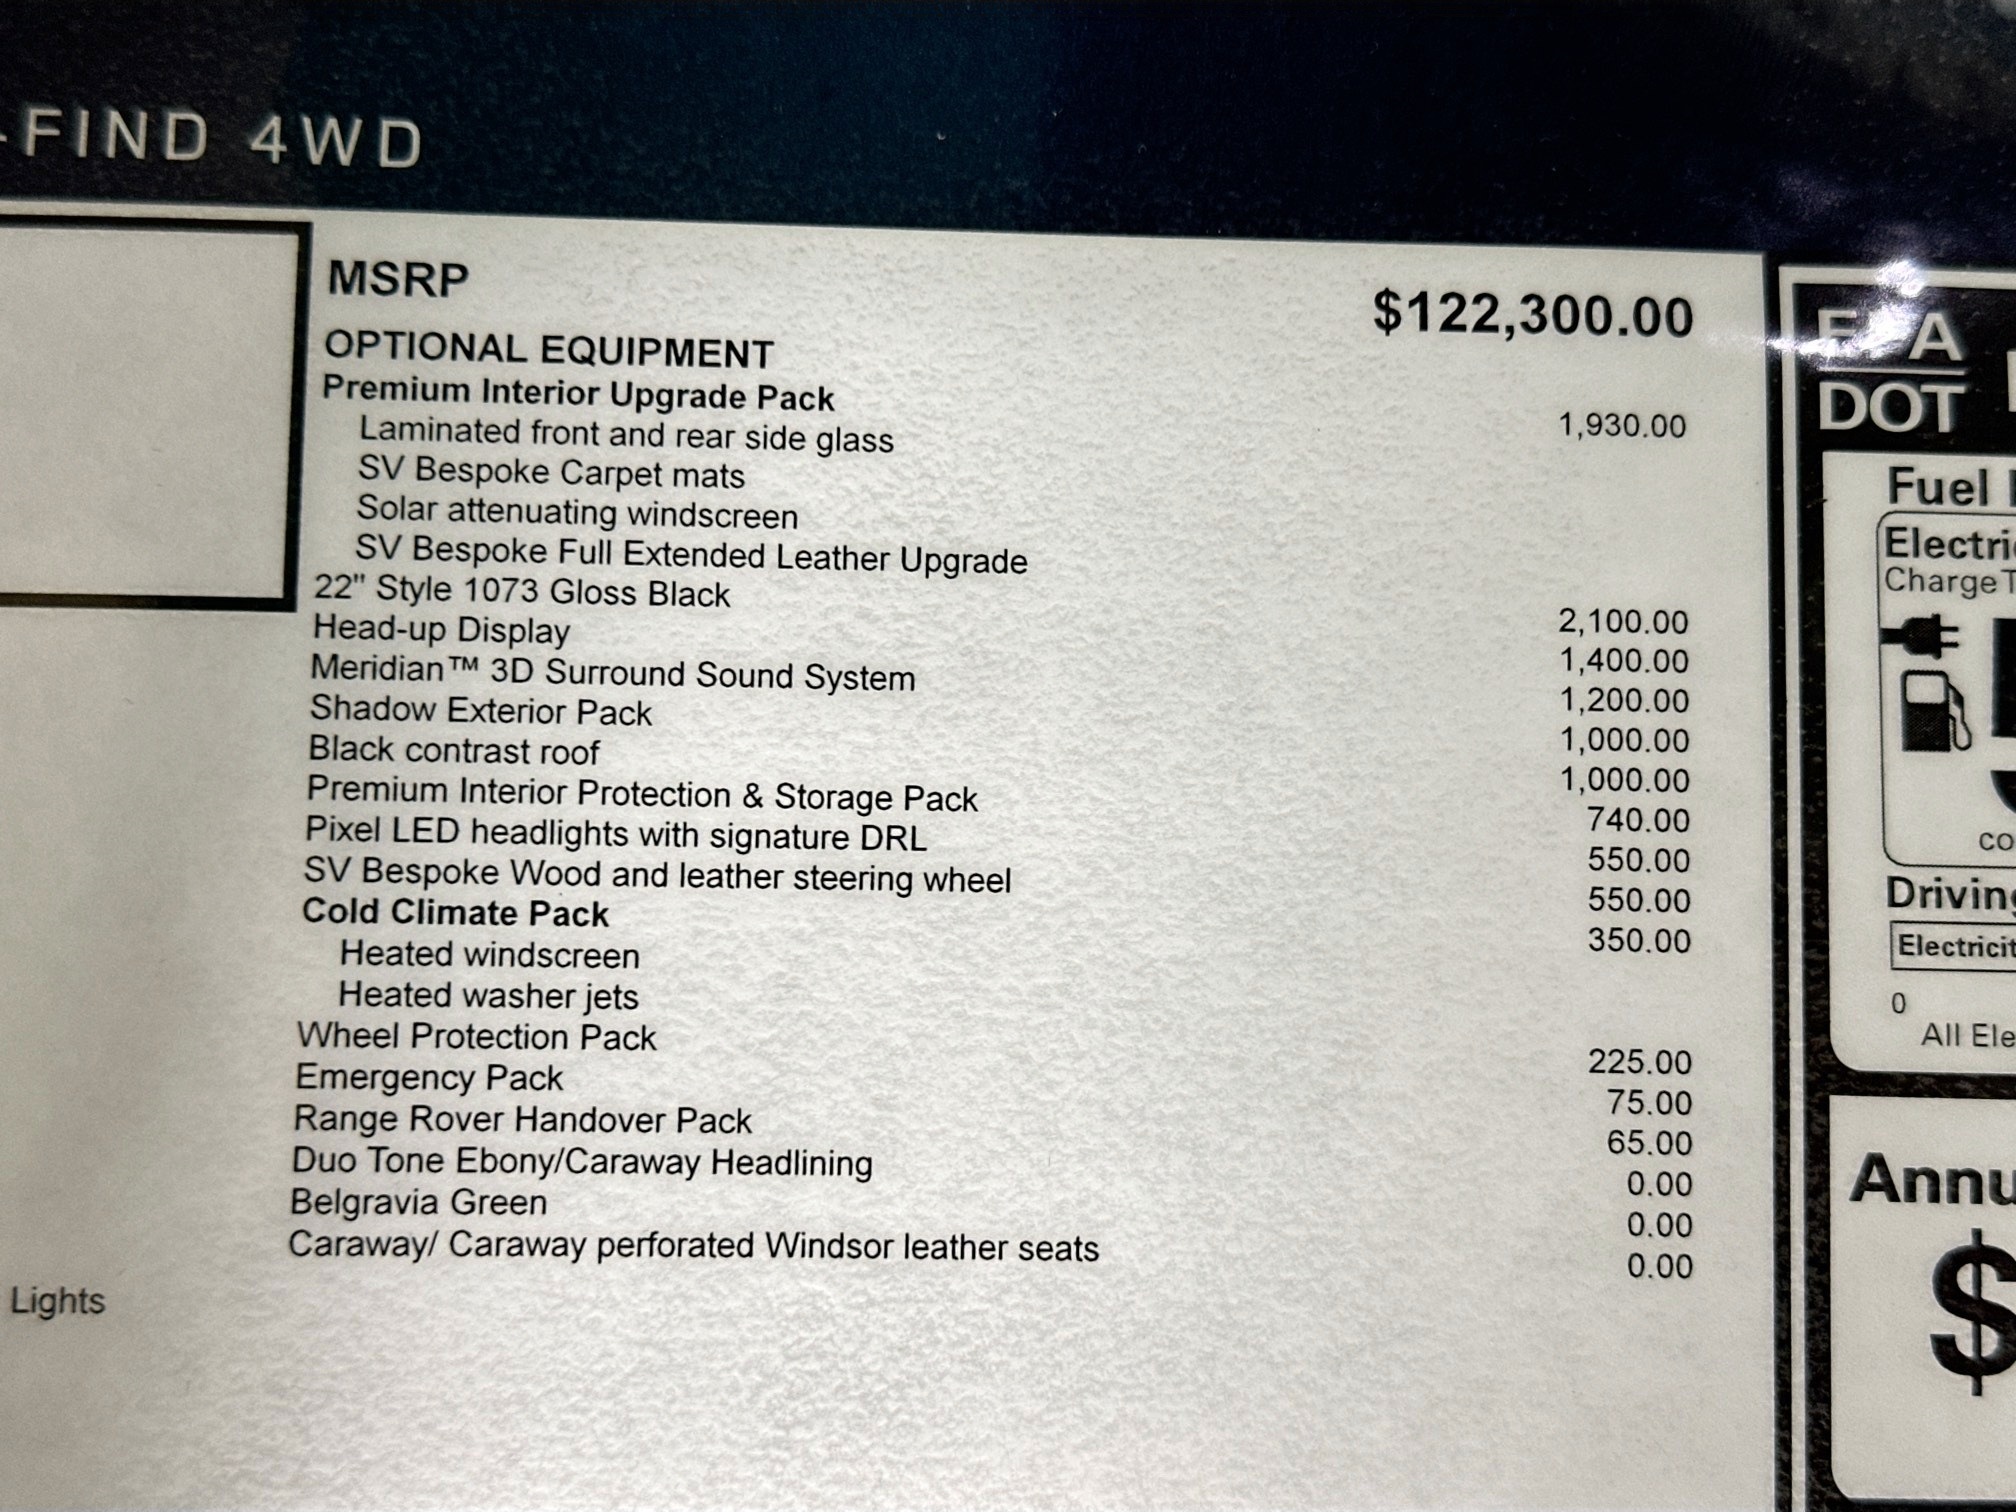 -FIND 4WD
MSRP $122,300.00
OPTIONAL EQUIPMENT
Premium Interior Upgrade Pack 1,930.00
Laminated front and rear side glass
SV Bespoke Carpet mats
Solar attenuating windscreen
SV Bespoke Full Extended Leather Upgrade
22" Style 1073 Gloss Black 2,100.00
Head-up Display 1,400.00
Meridian™ 3D Surround Sound System 1,200.00
Shadow Exterior Pack 1,000.00
Black contrast roof 1,000.00
Premium Interior Protection & Storage Pack 740.00
Pixel LED headlights with signature DRL 550.00
SV Bespoke Wood and leather steering wheel 550.00
Cold Climate Pack 350.00
Heated windscreen
Heated washer jets
Wheel Protection Pack 225.00
Emergency Pack 75.00
Range Rover Handover Pack 65.00
Duo Tone Ebony/Caraway Headlining 0.00
Belgravia Green 0.00
Caraway/ Caraway perforated Windsor leather seats 0.00
Lights
EPA
DOT
Fuel
Electri
Charge T
co
Driving
Electricit
0
All Ele
Annu
$